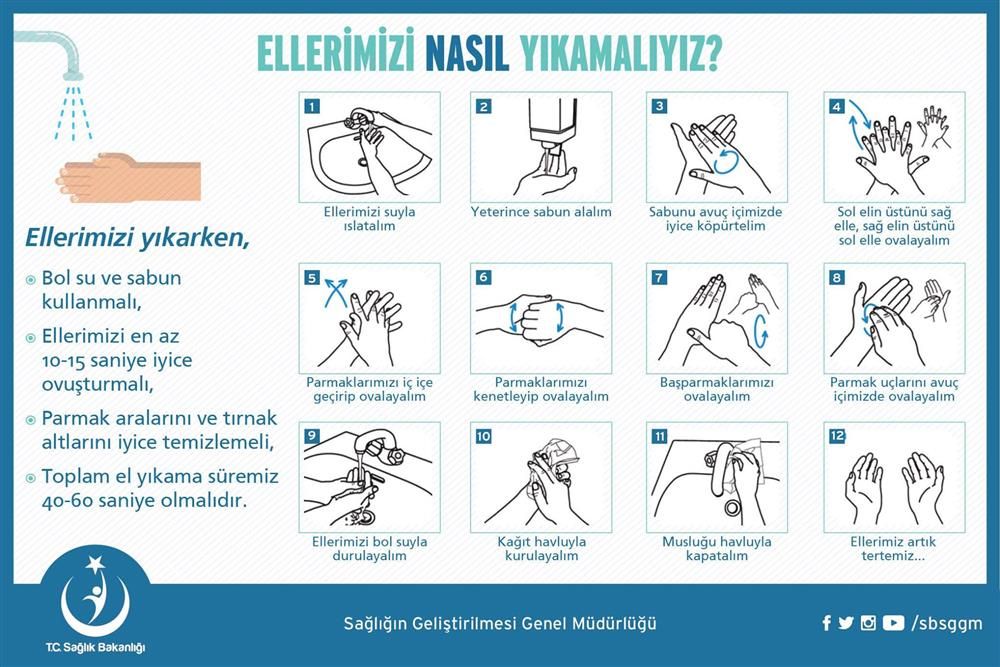 ELLERİMİZİ NASIL YIKAMALIYIZ?
Ellerimizi yıkarken,
Bol su ve sabun
kullanmalı,
Ellerimizi en az
10-15 saniye iyice
ovuşturmalı,
Parmak aralarını ve tırnak
altlarını iyice temizlemeli,
Toplam el yıkama süremiz
40-60 saniye olmalıdır.
1
Ellerimizi suyla
ıslatalım
2
Yeterince sabun alalım
3
Sabunu avuç içimizde
iyice köpürtelim
4
Sol elin üstünü sağ
elle, sağ elin üstünü
sol elle ovalayalım
5
Parmaklarımızı iç içe
geçirip ovalayalım
6
Parmaklarımızı
kenetleyip ovalayalım
7
Başparmaklarımızı
ovalayalım
8
Parmak uçlarını avuç
içimizde ovalayalım
9
Ellerimizi bol suyla
durulayalım
10
Kağıt havluyla
kurulayalım
11
Musluğu havluyla
kapatalım
12
Ellerimiz artık
tertemiz...
T.C. Sağlık Bakanlığı
Sağlığın Geliştirilmesi Genel Müdürlüğü
/sbsggm